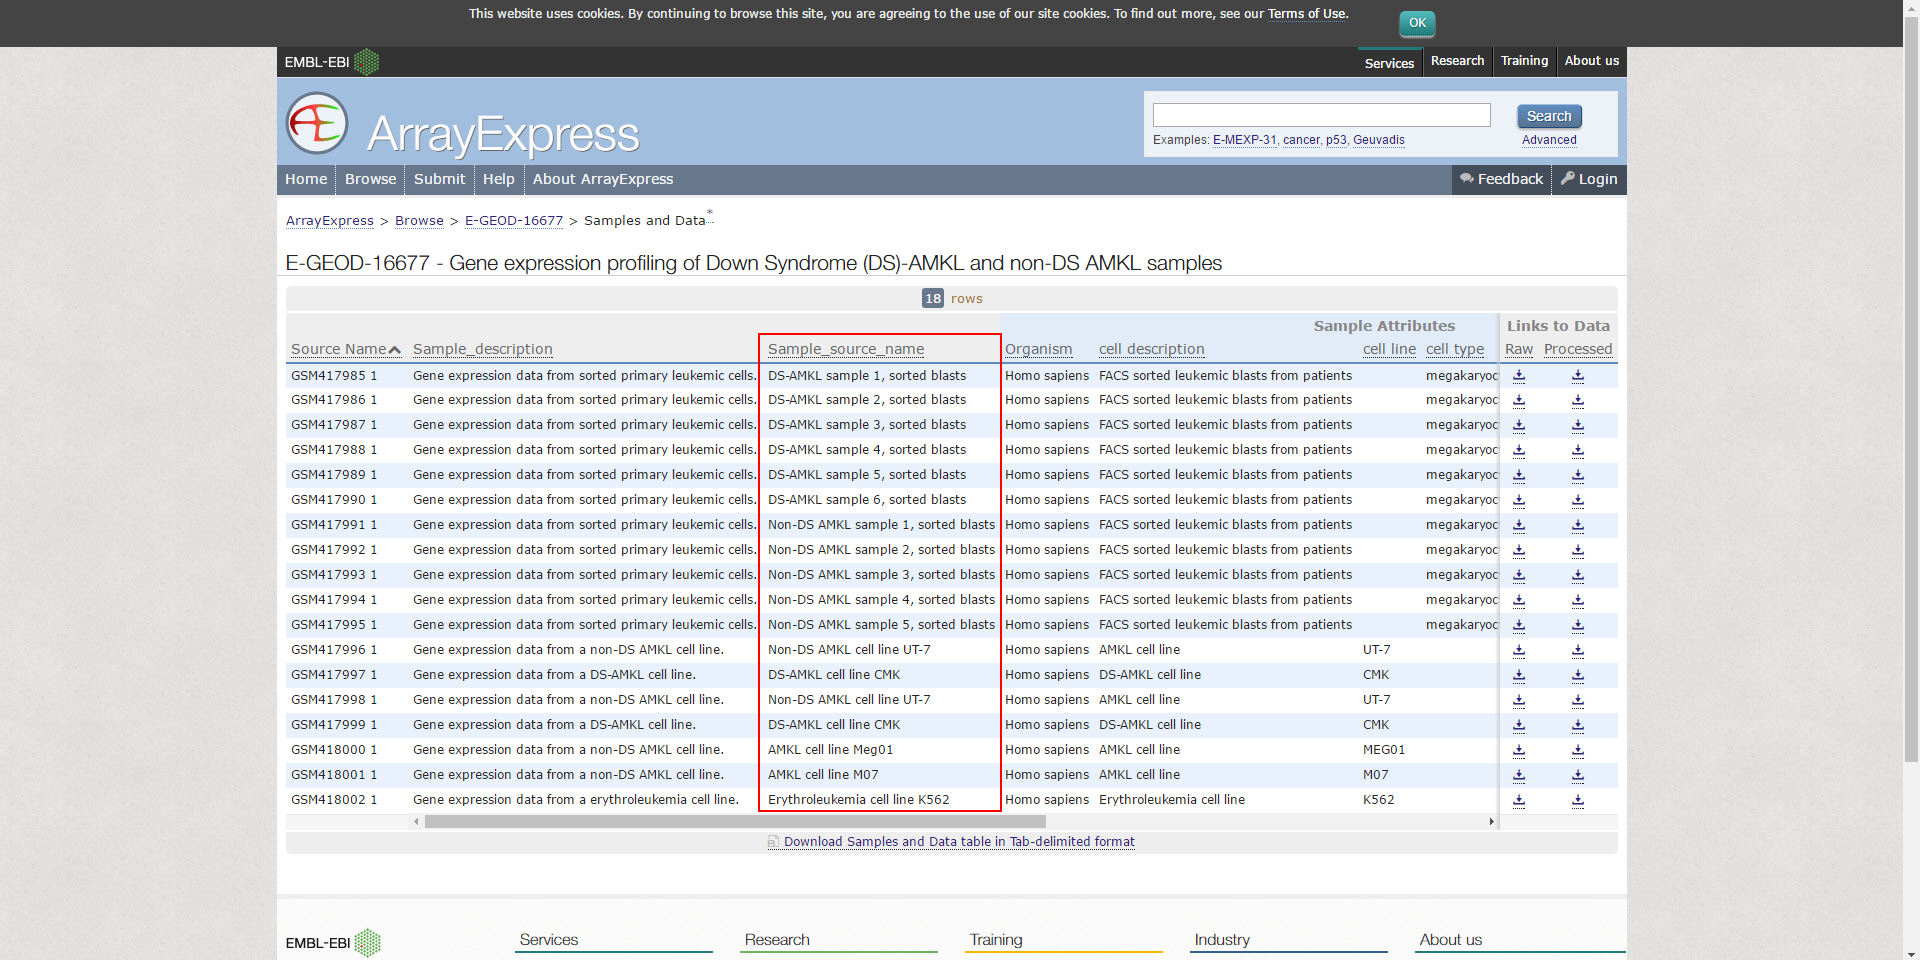 This website uses cookies. By continuing to browse this site, you are agreeing to the use of our site cookies. To find out more, see our Terms of Use. OK
EMBL-EBI Services Research Training About us
ArrayExpress
Search
Examples: E-MEXP-31, cancer, p53, Geuvadis Advanced
Home Browse Submit Help About ArrayExpress Feedback Login
ArrayExpress > Browse > E-GEOD-16677 > Samples and Data*
E-GEOD-16677 - Gene expression profiling of Down Syndrome (DS)-AMKL and non-DS AMKL samples
18 rows
Sample Attributes Links to Data
Source Name Sample_description Sample_source_name Organism cell description cell line cell type Raw Processed
GSM417985 1 Gene expression data from sorted primary leukemic cells. DS-AMKL sample 1, sorted blasts Homo sapiens FACS sorted leukemic blasts from patients megakaryoc
GSM417986 1 Gene expression data from sorted primary leukemic cells. DS-AMKL sample 2, sorted blasts Homo sapiens FACS sorted leukemic blasts from patients megakaryoc
GSM417987 1 Gene expression data from sorted primary leukemic cells. DS-AMKL sample 3, sorted blasts Homo sapiens FACS sorted leukemic blasts from patients megakaryoc
GSM417988 1 Gene expression data from sorted primary leukemic cells. DS-AMKL sample 4, sorted blasts Homo sapiens FACS sorted leukemic blasts from patients megakaryoc
GSM417989 1 Gene expression data from sorted primary leukemic cells. DS-AMKL sample 5, sorted blasts Homo sapiens FACS sorted leukemic blasts from patients megakaryoc
GSM417990 1 Gene expression data from sorted primary leukemic cells. DS-AMKL sample 6, sorted blasts Homo sapiens FACS sorted leukemic blasts from patients megakaryoc
GSM417991 1 Gene expression data from sorted primary leukemic cells. Non-DS AMKL sample 1, sorted blasts Homo sapiens FACS sorted leukemic blasts from patients megakaryoc
GSM417992 1 Gene expression data from sorted primary leukemic cells. Non-DS AMKL sample 2, sorted blasts Homo sapiens FACS sorted leukemic blasts from patients megakaryoc
GSM417993 1 Gene expression data from sorted primary leukemic cells. Non-DS AMKL sample 3, sorted blasts Homo sapiens FACS sorted leukemic blasts from patients megakaryoc
GSM417994 1 Gene expression data from sorted primary leukemic cells. Non-DS AMKL sample 4, sorted blasts Homo sapiens FACS sorted leukemic blasts from patients megakaryoc
GSM417995 1 Gene expression data from sorted primary leukemic cells. Non-DS AMKL sample 5, sorted blasts Homo sapiens FACS sorted leukemic blasts from patients megakaryoc
GSM417996 1 Gene expression data from a non-DS AMKL cell line. Non-DS AMKL cell line UT-7 Homo sapiens AMKL cell line UT-7
GSM417997 1 Gene expression data from a DS-AMKL cell line. DS-AMKL cell line CMK Homo sapiens DS-AMKL cell line CMK
GSM417998 1 Gene expression data from a non-DS AMKL cell line. Non-DS AMKL cell line UT-7 Homo sapiens AMKL cell line UT-7
GSM417999 1 Gene expression data from a DS-AMKL cell line. DS-AMKL cell line CMK Homo sapiens DS-AMKL cell line CMK
GSM418000 1 Gene expression data from a non-DS AMKL cell line. AMKL cell line Meg01 Homo sapiens AMKL cell line MEG01
GSM418001 1 Gene expression data from a non-DS AMKL cell line. AMKL cell line M07 Homo sapiens AMKL cell line M07
GSM418002 1 Gene expression data from a erythroleukemia cell line. Erythroleukemia cell line K562 Homo sapiens Erythroleukemia cell line K562
Download Samples and Data table in Tab-delimited format
EMBL-EBI Services Research Training Industry About us